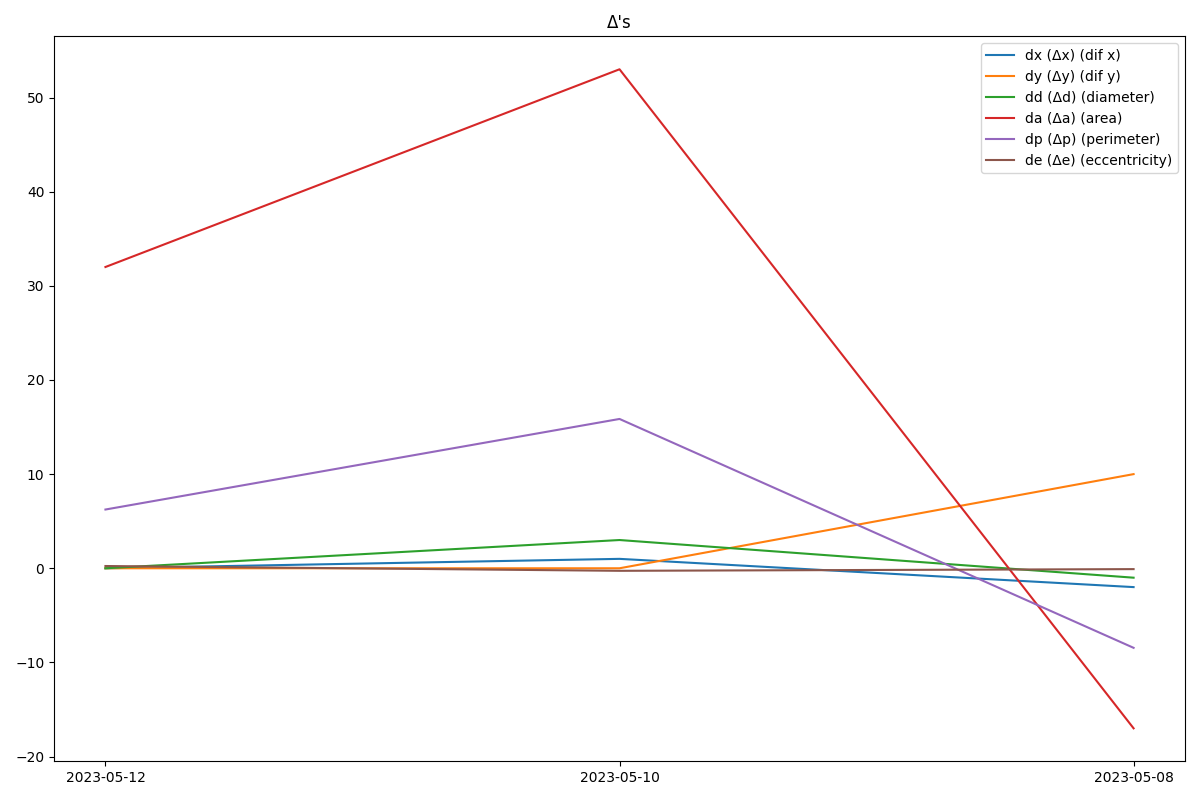 Δ's
dx (Δx) (dif x)
dy (Δy) (dif y)
dd (Δd) (diameter)
da (Δa) (area)
dp (Δp) (perimeter)
de (Δe) (eccentricity)
50
40
30
20
10
0
−10
−20
2023-05-12 2023-05-10 2023-05-08